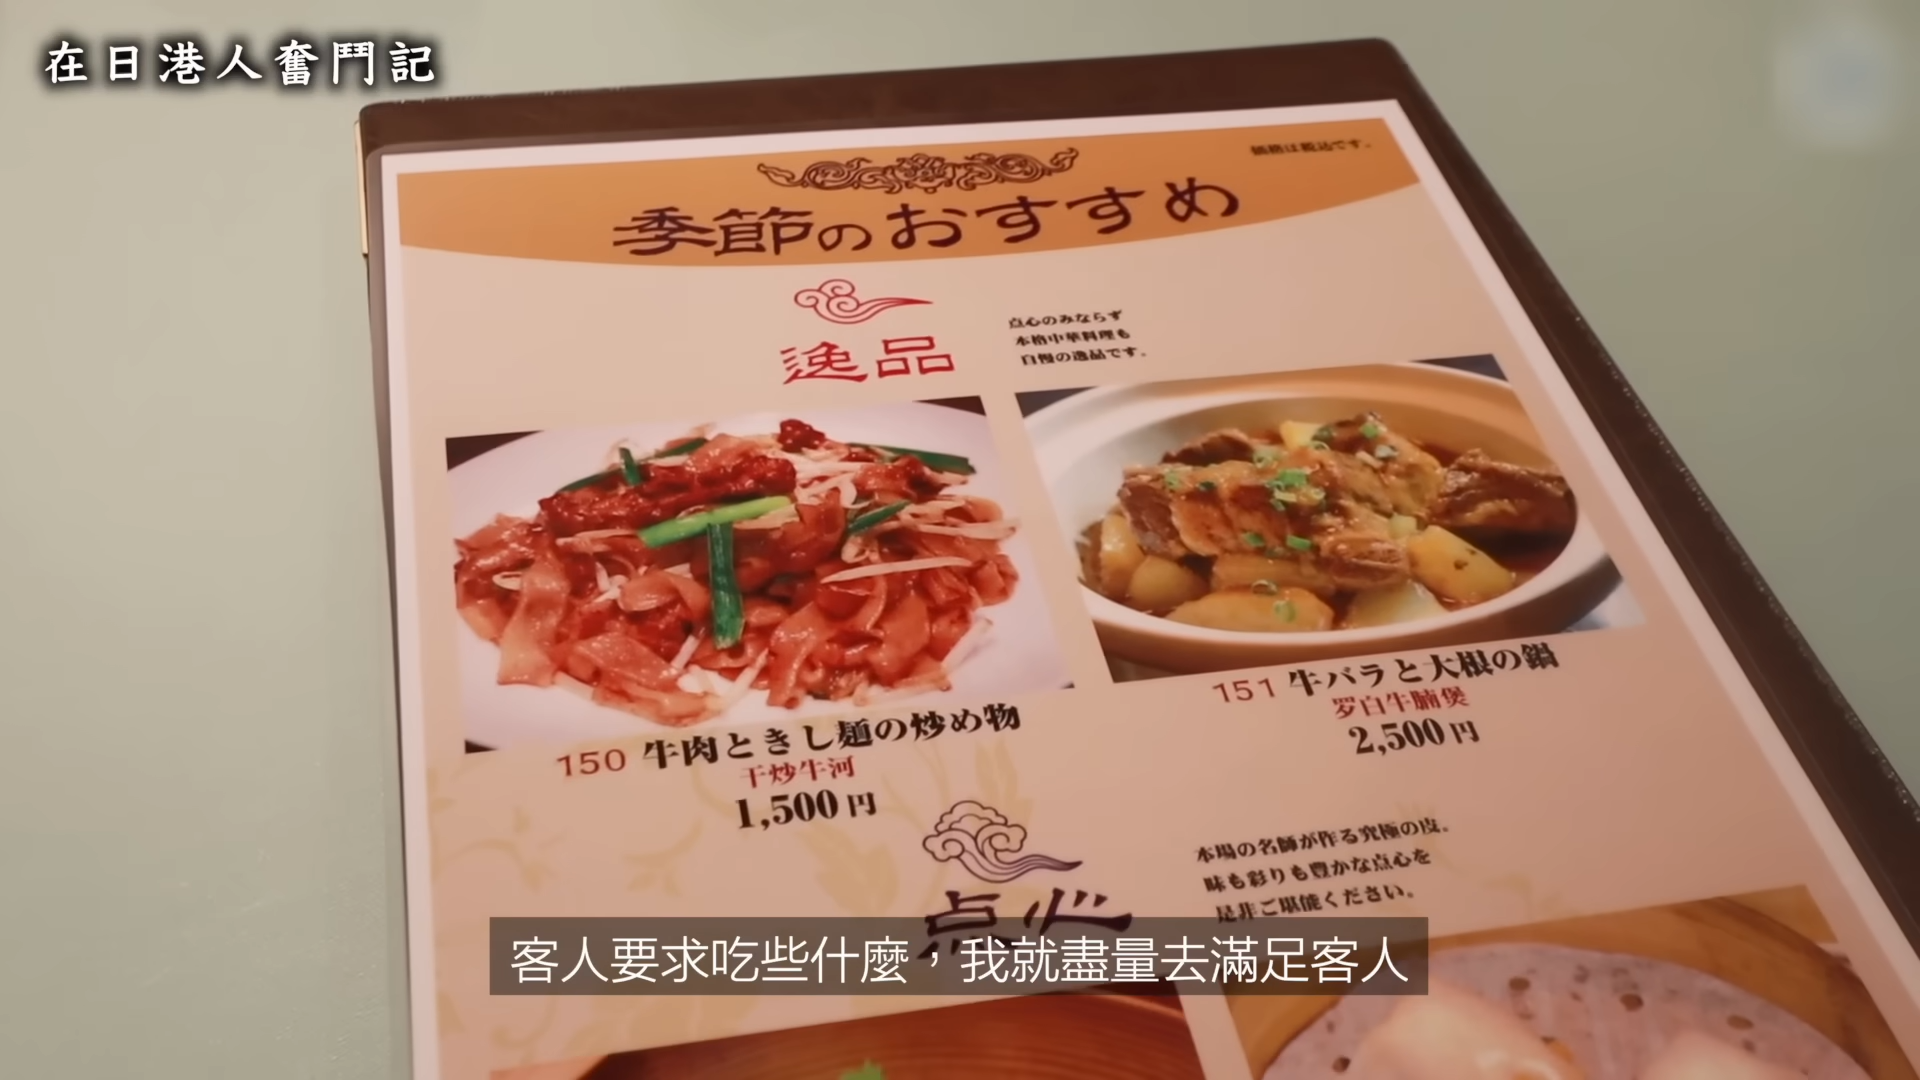 在日港人奮鬥記
価格は税込です。
季節のおすすめ
逸品
点心のみならず
本格中華料理も
自慢の逸品です。
150 牛肉ときし麺の炒め物
干炒牛河
1,500円
151 牛バラと大根の鍋
罗白牛腩煲
2,500円
点心
本場の名師が作る究極の皮。
味も彩りも豊かな点心を
是非ご堪能ください。
客人要求吃些什麼，我就盡量去滿足客人